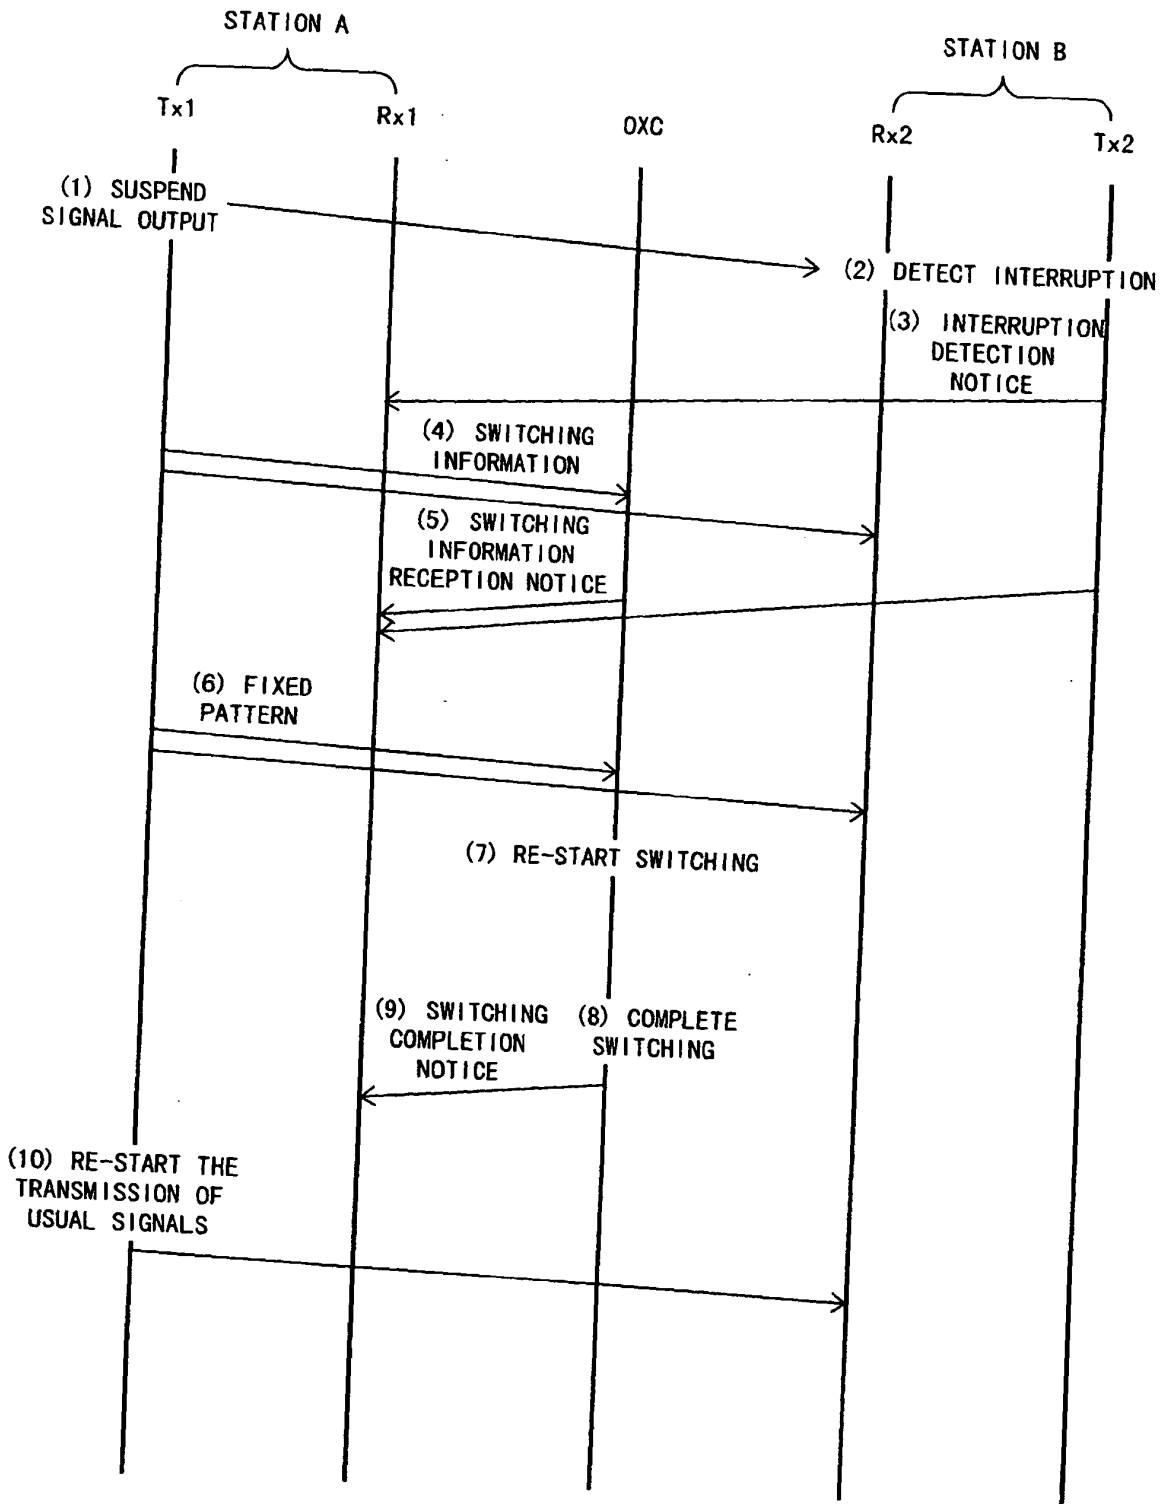 STATION A
STATION B
Tx1
Rx1
OXC
Rx2
Tx2
(1) SUSPEND
SIGNAL OUTPUT
(2) DETECT INTERRUPTION
(3) INTERRUPTION
DETECTION
NOTICE
(4) SWITCHING
INFORMATION
(5) SWITCHING
INFORMATION
RECEPTION NOTICE
(6) FIXED
PATTERN
(7) RE-START SWITCHING
(9) SWITCHING
COMPLETION
NOTICE
(8) COMPLETE
SWITCHING
(10) RE-START THE
TRANSMISSION OF
USUAL SIGNALS